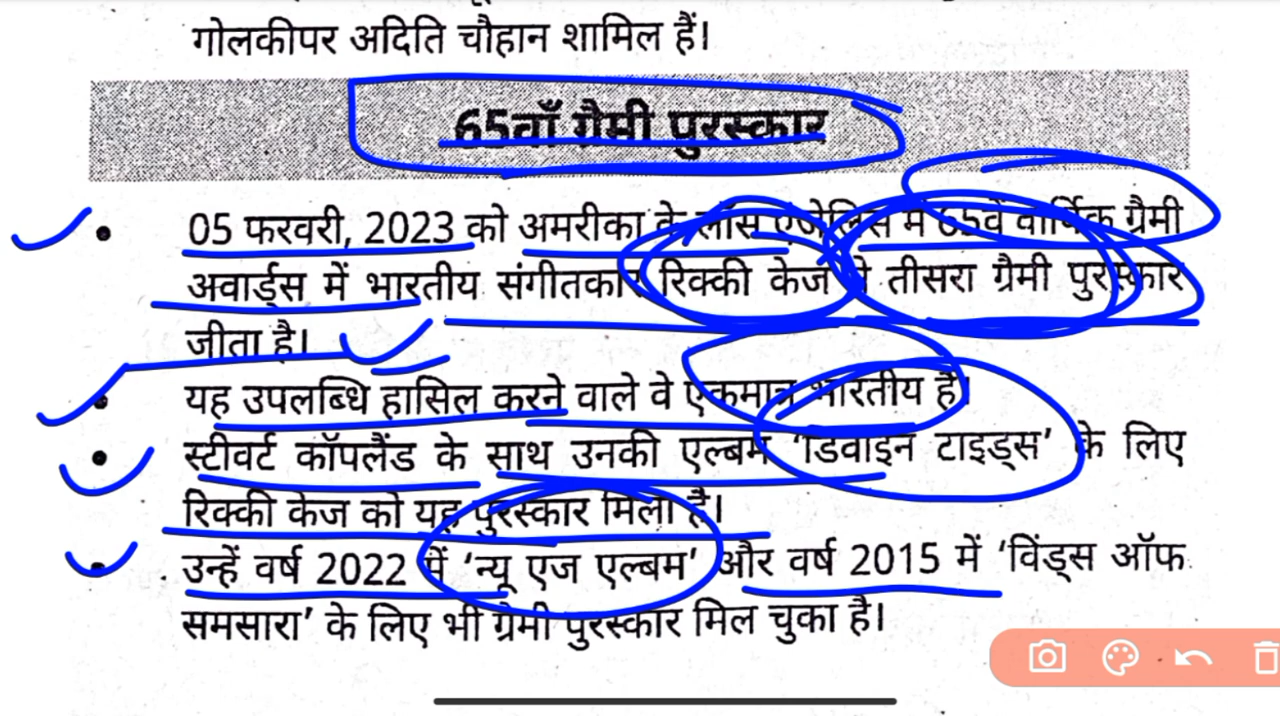 गोलकीपर अदिति चौहान शामिल हैं।
65वाँ ग्रैमी पुरस्कार
• 05 फरवरी, 2023 को अमरीका के लॉस एंजेलिस में 65वें वार्षिक ग्रैमी
अवार्ड्स में भारतीय संगीतकार रिक्की केज ने तीसरा ग्रैमी पुरस्कार
जीता है।
• यह उपलब्धि हासिल करने वाले वे एकमात्र भारतीय हैं।
• स्टीवर्ट कॉपलैंड के साथ उनकी एल्बम ‘डिवाइन टाइड्स’ के लिए
रिक्की केज को यह पुरस्कार मिला है।
• उन्हें वर्ष 2022 में ‘न्यू एज एल्बम’ और वर्ष 2015 में ‘विंड्स ऑफ
समसारा’ के लिए भी ग्रैमी पुरस्कार मिल चुका है।